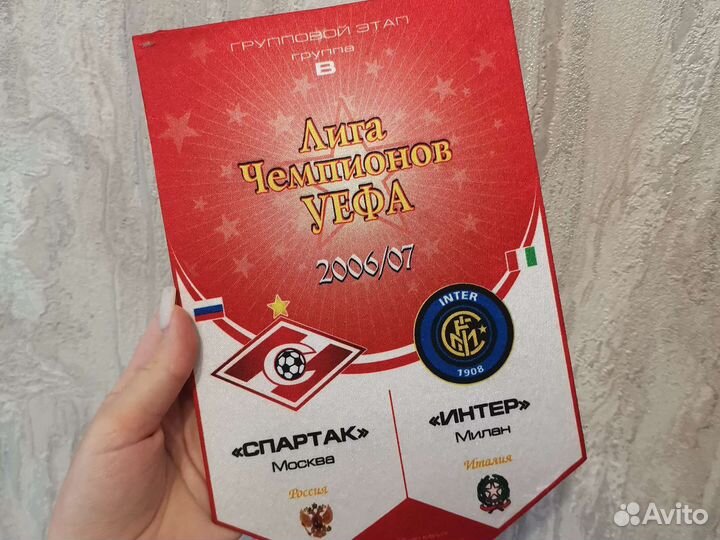 ГРУППОВОЙ ЭТАП
группа
B
Лига
Чемпионов
УЕФА
2006/07
INTER
1908
«СПАРТАК»
Москва
Россия
«ИНТЕР»
Милан
Италия
Avito